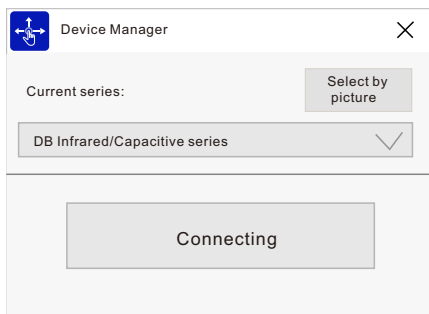 Device Manager
Current series:
Select by
picture
DB Infrared/Capacitive series
Connecting